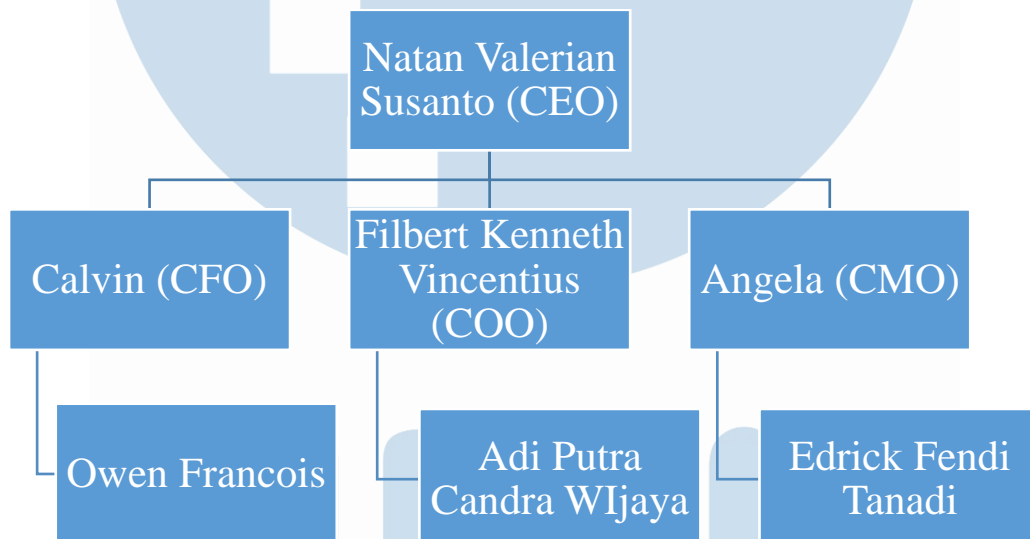 Natan Valerian
Susanto (CEO)
Calvin (CFO)
Filbert Kenneth
Vincentius
(COO)
Angela (CMO)
Owen Francois
Adi Putra
Candra WIjaya
Edrick Fendi
Tanadi